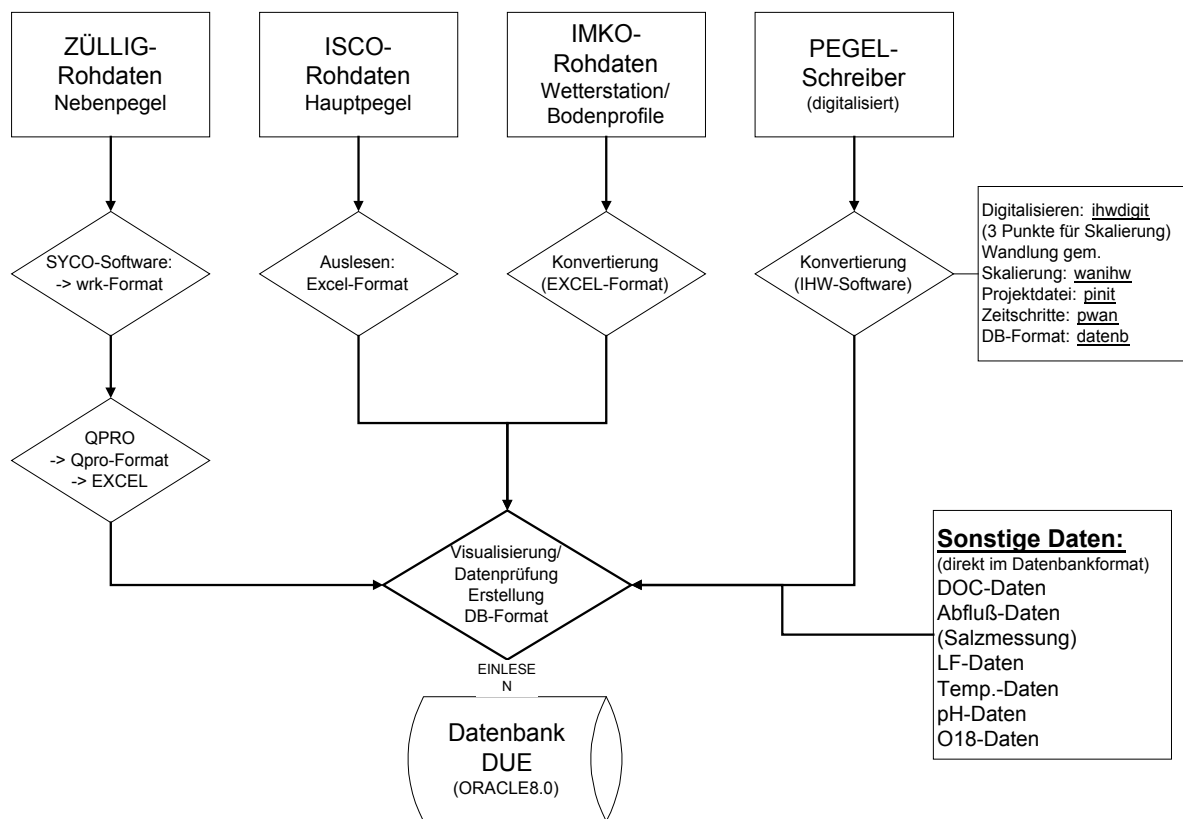 ZÜLLIG-
Rohdaten
Nebenpegel
ISCO-
Rohdaten
Hauptpegel
IMKO-
Rohdaten
Wetterstation/
Bodenprofile
PEGEL-
Schreiber
(digitalisiert)
SYCO-Software:
-> wrk-Format
Auslesen:
Excel-Format
Konvertierung
(EXCEL-Format)
Konvertierung
(IHW-Software)
Digitalisieren: ihwdigit
(3 Punkte für Skalierung)
Wandlung gem.
Skalierung: wanihw
Projektdatei: pinit
Zeitschritte: pwan
DB-Format: datenb
QPRO
-> Qpro-Format
-> EXCEL
Visualisierung/
Datenprüfung
Erstellung
DB-Format
Sonstige Daten:
(direkt im Datenbankformat)
DOC-Daten
Abfluß-Daten
(Salzmessung)
LF-Daten
Temp.-Daten
pH-Daten
O18-Daten
EINLESE
N
Datenbank
DUE
(ORACLE8.0)